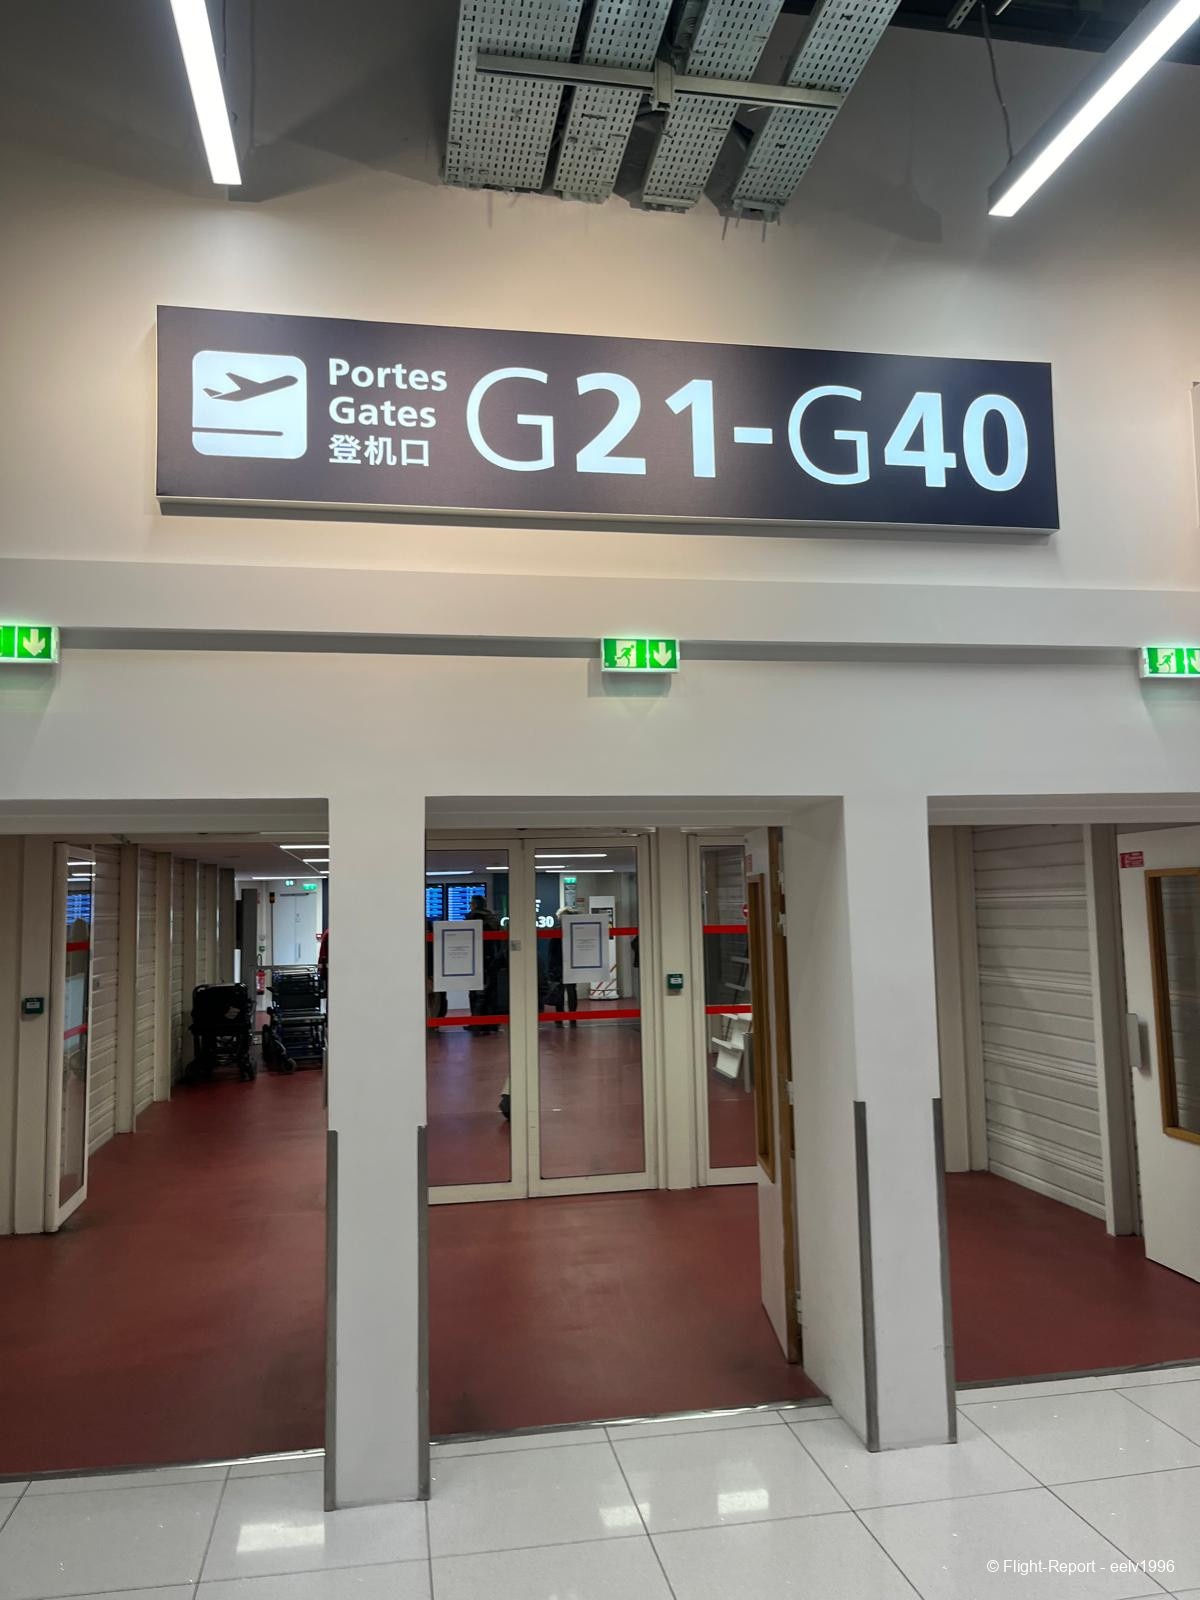 Portes
Gates
登机口
G21-G40
© Flight-Report - eelv1996